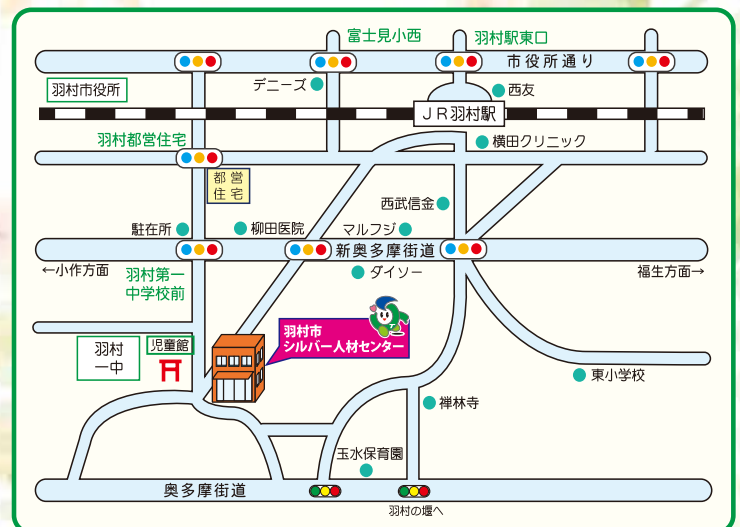 富士見小西
羽村駅東口
市役所通り
デニーズ
西友
羽村市役所
JR羽村駅
羽村都営住宅
横田クリニック
都営
住宅
西武信金
駐在所
柳田医院
マルフジ
新奥多摩街道
←小作方面
羽村第一
中学校前
ダイソー
福生方面→
羽村市
シルバー人材センター
羽村
一中
児童館
東小学校
禅林寺
玉水保育園
奥多摩街道
羽村の堰へ